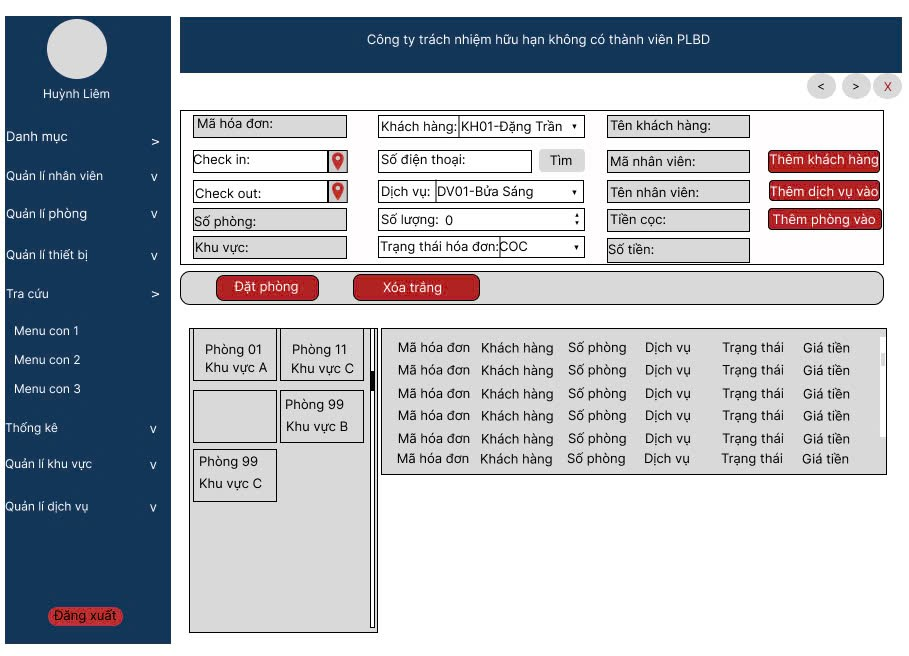 Huỳnh Liêm
Danh mục >
Quản lí nhân viên v
Quản lí phòng v
Quản lí thiết bị v
Tra cứu >
Menu con 1
Menu con 2
Menu con 3
Thống kê v
Quản lí khu vực v
Quản lí dịch vụ v
Đăng xuất
Công ty trách nhiệm hữu hạn không có thành viên PLBD
< > X
Mã hóa đơn: Khách hàng: KH01-Đặng Trần Tên khách hàng:
Check in: Số điện thoại: Tìm Mã nhân viên: Thêm khách hàng
Check out: Dịch vụ: DV01-Bửa Sáng Tên nhân viên: Thêm dịch vụ vào
Số phòng: Số lượng: 0 Tiền cọc: Thêm phòng vào
Khu vực: Trạng thái hóa đơn: COC Số tiền:
Đặt phòng Xóa trắng
Phòng 01
Khu vực A
Phòng 11
Khu vực C
Phòng 99
Khu vực B
Phòng 99
Khu vực C
Mã hóa đơn Khách hàng Số phòng Dịch vụ Trạng thái Giá tiền
Mã hóa đơn Khách hàng Số phòng Dịch vụ Trạng thái Giá tiền
Mã hóa đơn Khách hàng Số phòng Dịch vụ Trạng thái Giá tiền
Mã hóa đơn Khách hàng Số phòng Dịch vụ Trạng thái Giá tiền
Mã hóa đơn Khách hàng Số phòng Dịch vụ Trạng thái Giá tiền
Mã hóa đơn Khách hàng Số phòng Dịch vụ Trạng thái Giá tiền